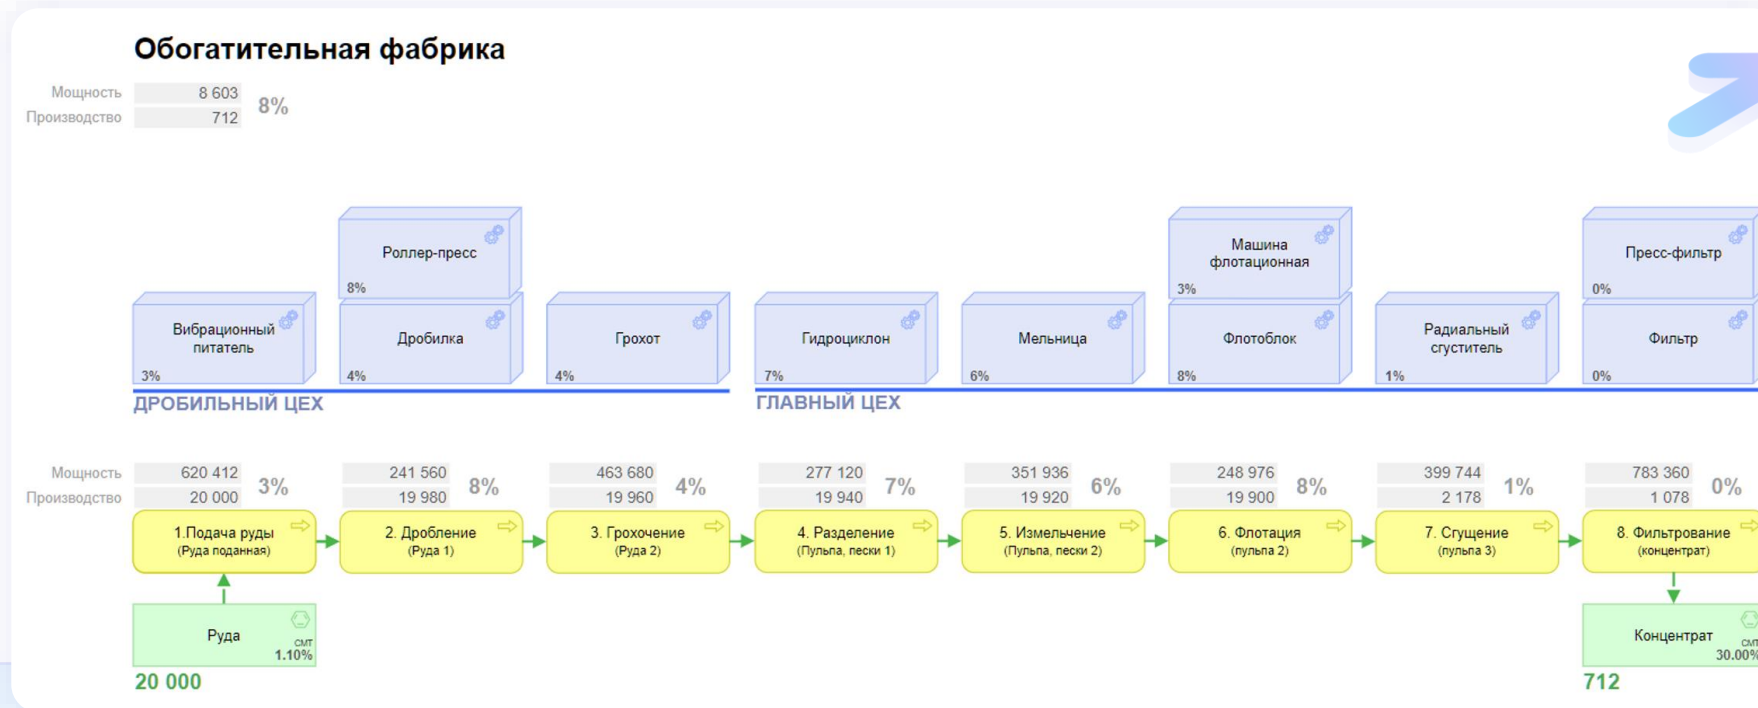 Обогатительная фабрика
Мощность 8 603
8%
Производство 712
Роллер-пресс
8%
Машина
флотационная
3%
Пресс-фильтр
0%
Вибрационный
питатель
3%
Дробилка
4%
Грохот
4%
Гидроциклон
7%
Мельница
6%
Флотоблок
8%
Радиальный
сгуститель
1%
Фильтр
0%
ДРОБИЛЬНЫЙ ЦЕХ
ГЛАВНЫЙ ЦЕХ
Мощность 620 412 241 560 463 680 277 120 351 936 248 976 399 744 783 360
3% 8% 4% 7% 6% 8% 1% 0%
Производство 20 000 19 980 19 960 19 940 19 920 19 900 2 178 1 078
1.Подача руды
(Руда поданная)
2. Дробление
(Руда 1)
3. Грохочение
(Руда 2)
4. Разделение
(Пульпа, пески 1)
5. Измельчение
(Пульпа, пески 2)
6. Флотация
(пульпа 2)
7. Сгущение
(пульпа 3)
8. Фильтрование
(концентрат)
Руда
СМТ
1.10%
20 000
Концентрат
СМТ
30.00%
712